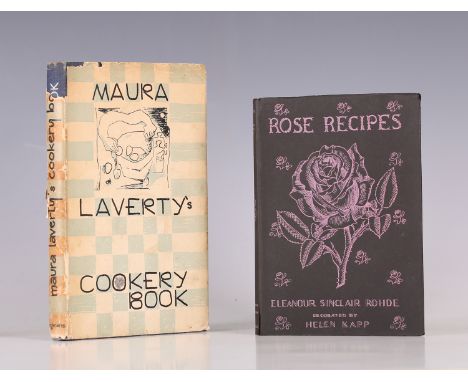 maura laverty's cookery book
MAURA
LAVERTY's
COOKERY
BOOK
ROSE RECIPES
ELEANOUR SINCLAIR ROHDE
DECORATED BY
HELEN KAPP